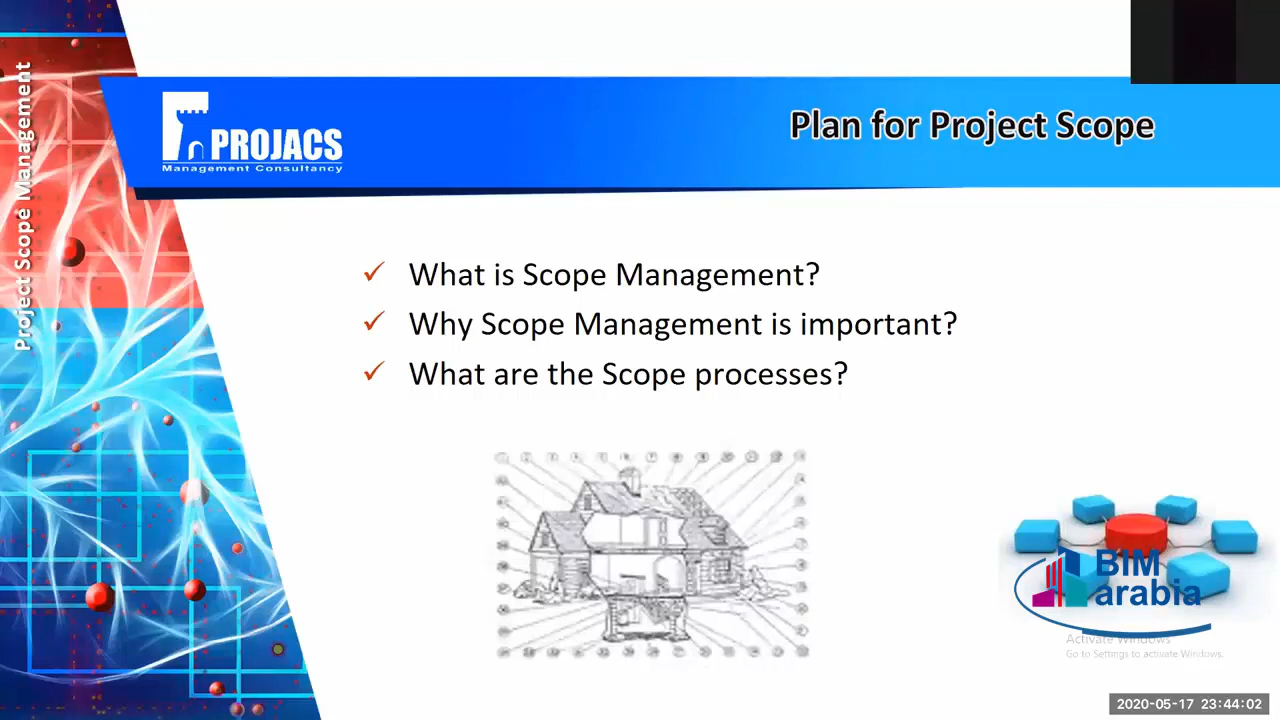 Project Scope Management
PROJACS
Management Consultancy
Plan for Project Scope
✓ What is Scope Management?
✓ Why Scope Management is important?
✓ What are the Scope processes?
BIM
arabia
Activate Windows
Go to Settings to activate Windows.
2020-05-17 23:44:02